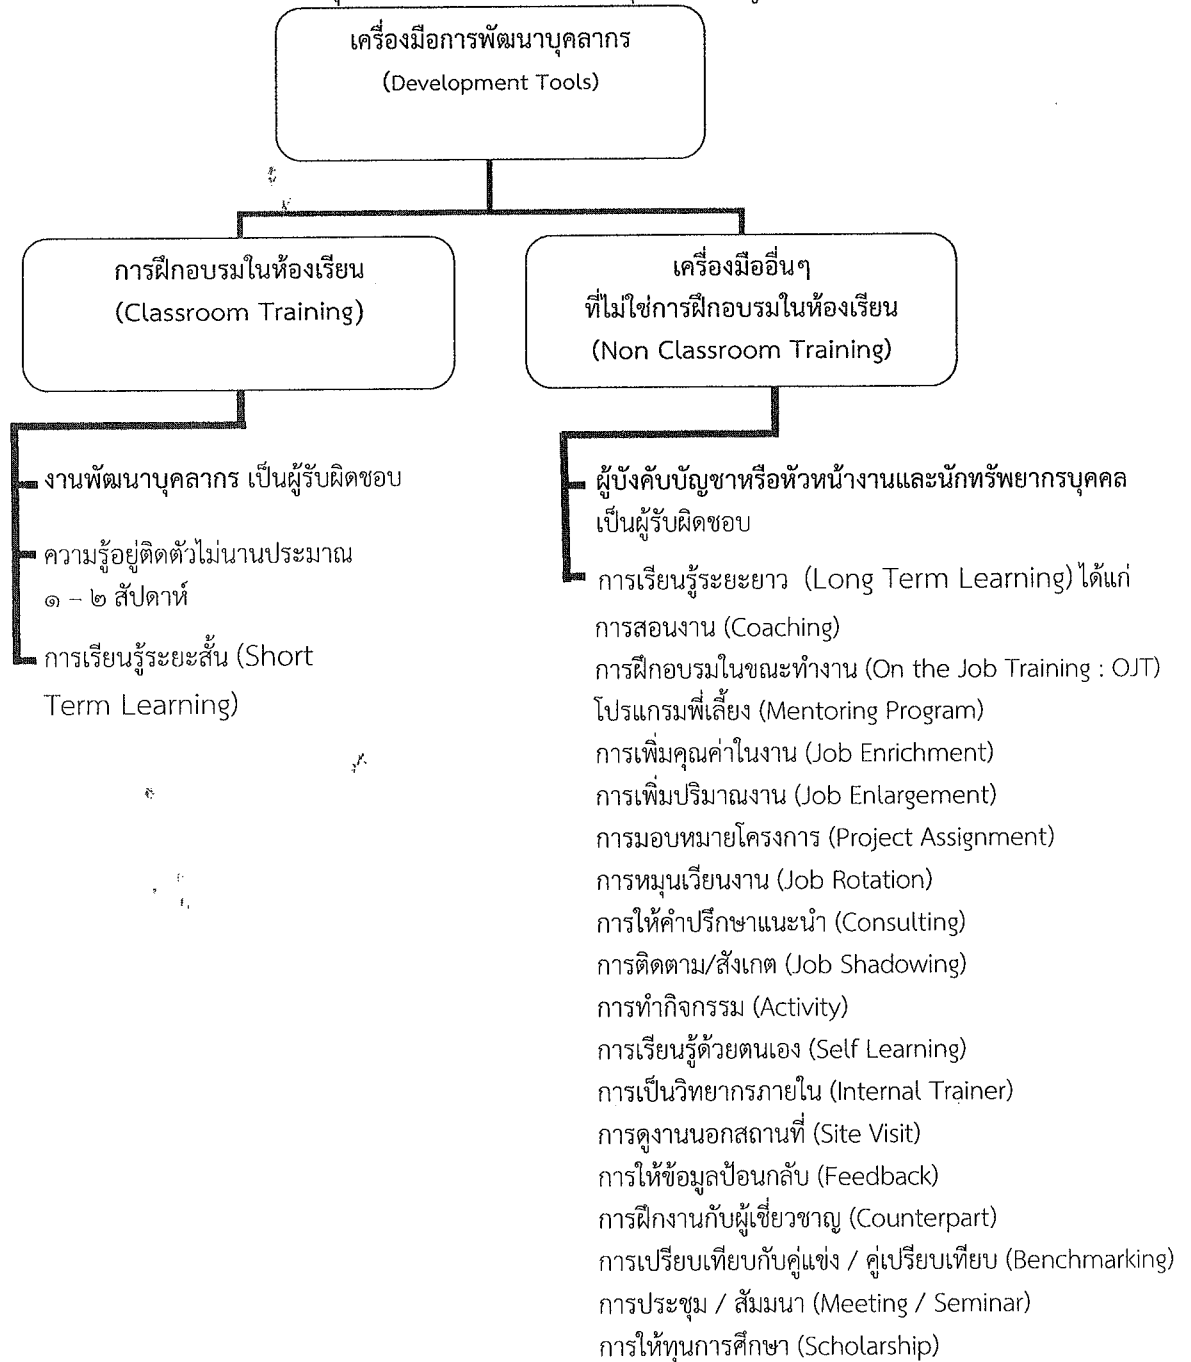 เครื่องมือการพัฒนาบุคลากร
(Development Tools)
การฝึกอบรมในห้องเรียน
(Classroom Training)
เครื่องมืออื่นๆ
ที่ไม่ใช่การฝึกอบรมในห้องเรียน
(Non Classroom Training)
งานพัฒนาบุคลากร เป็นผู้รับผิดชอบ
ความรู้อยู่ติดตัวไม่นานประมาณ
๑ – ๒ สัปดาห์
การเรียนรู้ระยะสั้น (Short
Term Learning)
ผู้บังคับบัญชาหรือหัวหน้างานและนักทรัพยากรบุคคล
เป็นผู้รับผิดชอบ
การเรียนรู้ระยะยาว (Long Term Learning) ได้แก่
การสอนงาน (Coaching)
การฝึกอบรมในขณะทำงาน (On the Job Training : OJT)
โปรแกรมพี่เลี้ยง (Mentoring Program)
การเพิ่มคุณค่าในงาน (Job Enrichment)
การเพิ่มปริมาณงาน (Job Enlargement)
การมอบหมายโครงการ (Project Assignment)
การหมุนเวียนงาน (Job Rotation)
การให้คำปรึกษาแนะนำ (Consulting)
การติดตาม/สังเกต (Job Shadowing)
การทำกิจกรรม (Activity)
การเรียนรู้ด้วยตนเอง (Self Learning)
การเป็นวิทยากรภายใน (Internal Trainer)
การดูงานนอกสถานที่ (Site Visit)
การให้ข้อมูลป้อนกลับ (Feedback)
การฝึกงานกับผู้เชี่ยวชาญ (Counterpart)
การเปรียบเทียบกับคู่แข่ง / คู่เปรียบเทียบ (Benchmarking)
การประชุม / สัมมนา (Meeting / Seminar)
การให้ทุนการศึกษา (Scholarship)